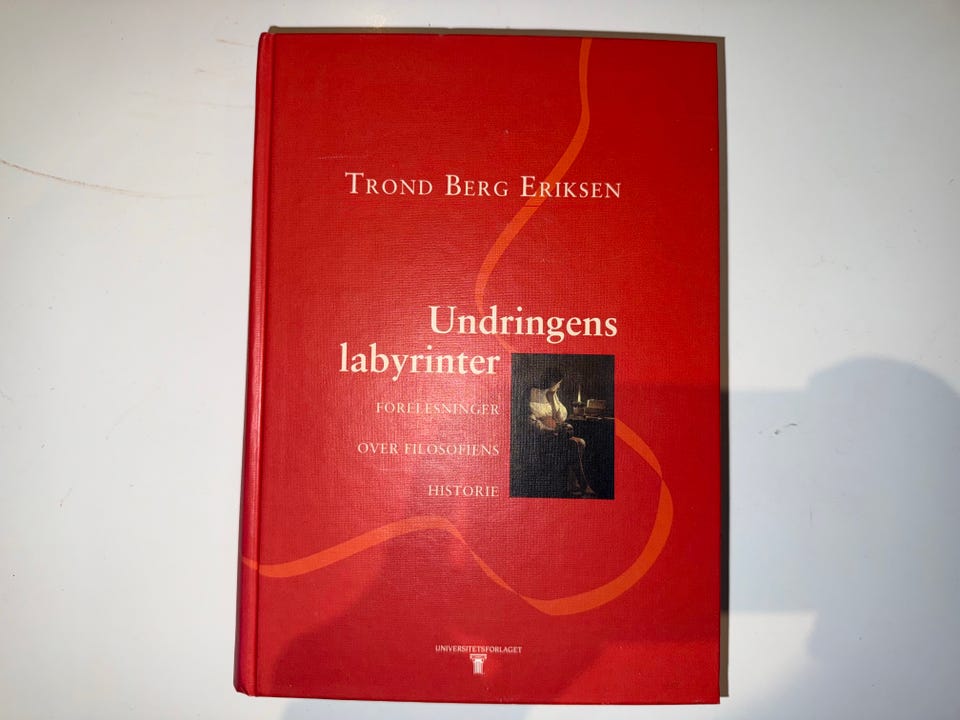 TROND BERG ERIKSEN
Undringens
labyrinter
FORELESNINGER
OVER FILOSOFIENS
HISTORIE
UNIVERSITETSFORLAGET